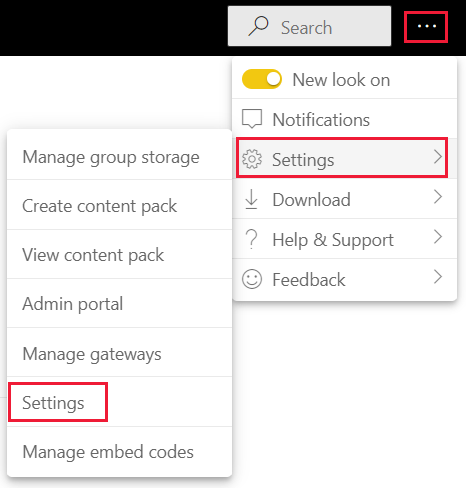 Search
...
New look on
Notifications
Settings
Download
Help & Support
Feedback
Manage group storage
Create content pack
View content pack
Admin portal
Manage gateways
Settings
Manage embed codes